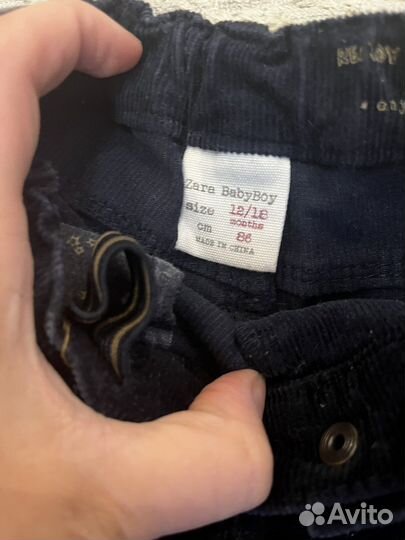 Zara BabyBoy
size 12/18
months
cm 86
MADE IN CHINA
Avito